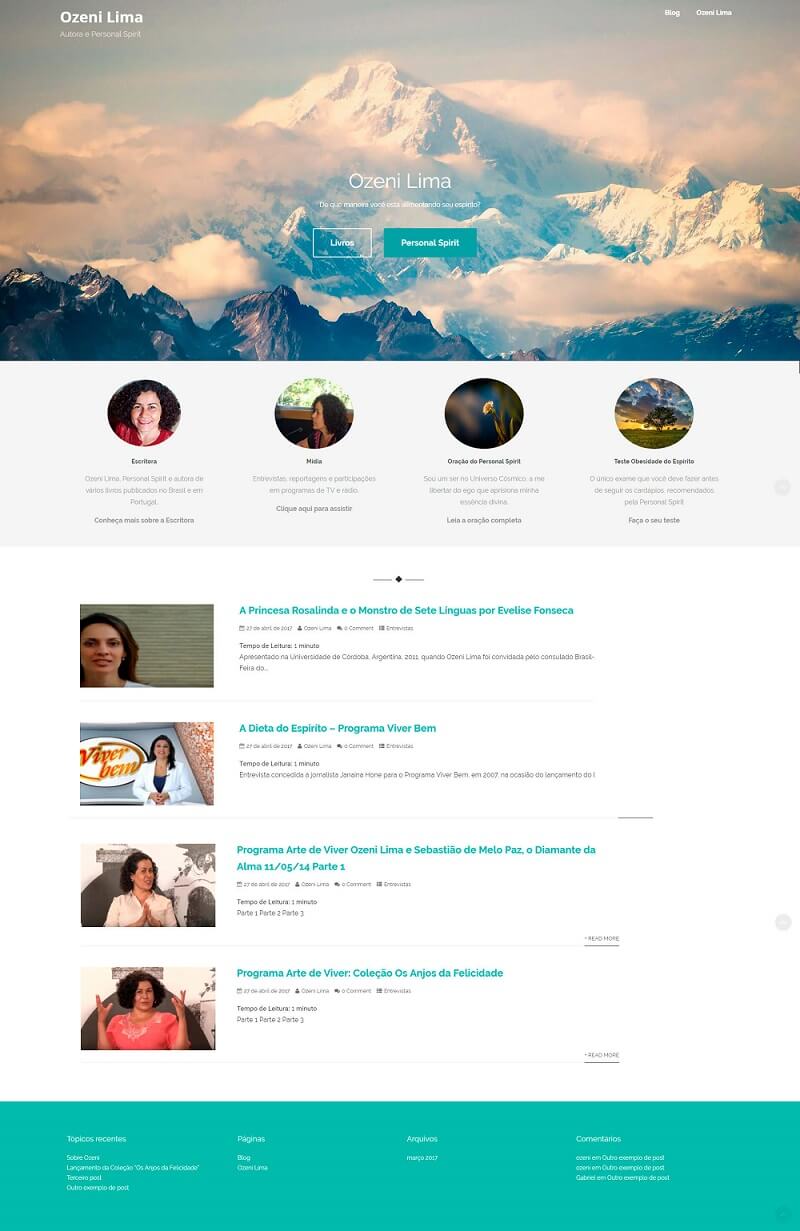 Ozeni Lima
Autora e Personal Spirit
Blog
Ozeni Lima
Ozeni Lima
De que maneira você está alimentando seu espírito?
Livros
Personal Spirit
Escritora
Ozeni Lima, Personal Spirit e autora de
vários livros publicados no Brasil e em
Portugal.
Conheça mais sobre a Escritora
Mídia
Entrevistas, reportagens e participações
em programas de TV e rádio.
Clique aqui para assistir
Oração do Personal Spirit
Sou um ser no Universo Cósmico, a me
libertar do ego que aprisiona minha
essência divina.
Leia a oração completa
Teste Obesidade do Espírito
O único exame que você deve fazer antes
de seguir os cardápios, recomendados
pela Personal Spirit
Faça o seu teste
A Princesa Rosalinda e o Monstro de Sete Línguas por Evelise Fonseca
27 de abril de 2017 Ozeni Lima 0 Comment Entrevistas
Tempo de Leitura: 1 minuto
Apresentado na Universidade de Córdoba, Argentina, 2011, quando Ozeni Lima foi convidada pelo consulado Brasil-
Feira do...
Viver
bem
A Dieta do Espírito – Programa Viver Bem
27 de abril de 2017 Ozeni Lima 0 Comment Entrevistas
Tempo de Leitura: 1 minuto
Entrevista concedida à jornalista Janaína Hone para o Programa Viver Bem, em 2007, na ocasião do lançamento do l
Programa Arte de Viver Ozeni Lima e Sebastião de Melo Paz, o Diamante da
Alma 11/05/14 Parte 1
27 de abril de 2017 Ozeni Lima 0 Comment Entrevistas
Tempo de Leitura: 1 minuto
Parte 1 Parte 2 Parte 3
+ READ MORE
Programa Arte de Viver: Coleção Os Anjos da Felicidade
27 de abril de 2017 Ozeni Lima 0 Comment Entrevistas
Tempo de Leitura: 1 minuto
Parte 1 Parte 2 Parte 3
+ READ MORE
Tópicos recentes
Sobre Ozeni
Lançamento da Coleção "Os Anjos da Felicidade"
Terceiro post
Outro exemplo de post
Páginas
Blog
Ozeni Lima
Arquivos
março 2017
Comentários
ozeni em Outro exemplo de post
ozeni em Outro exemplo de post
Gabriel em Outro exemplo de post